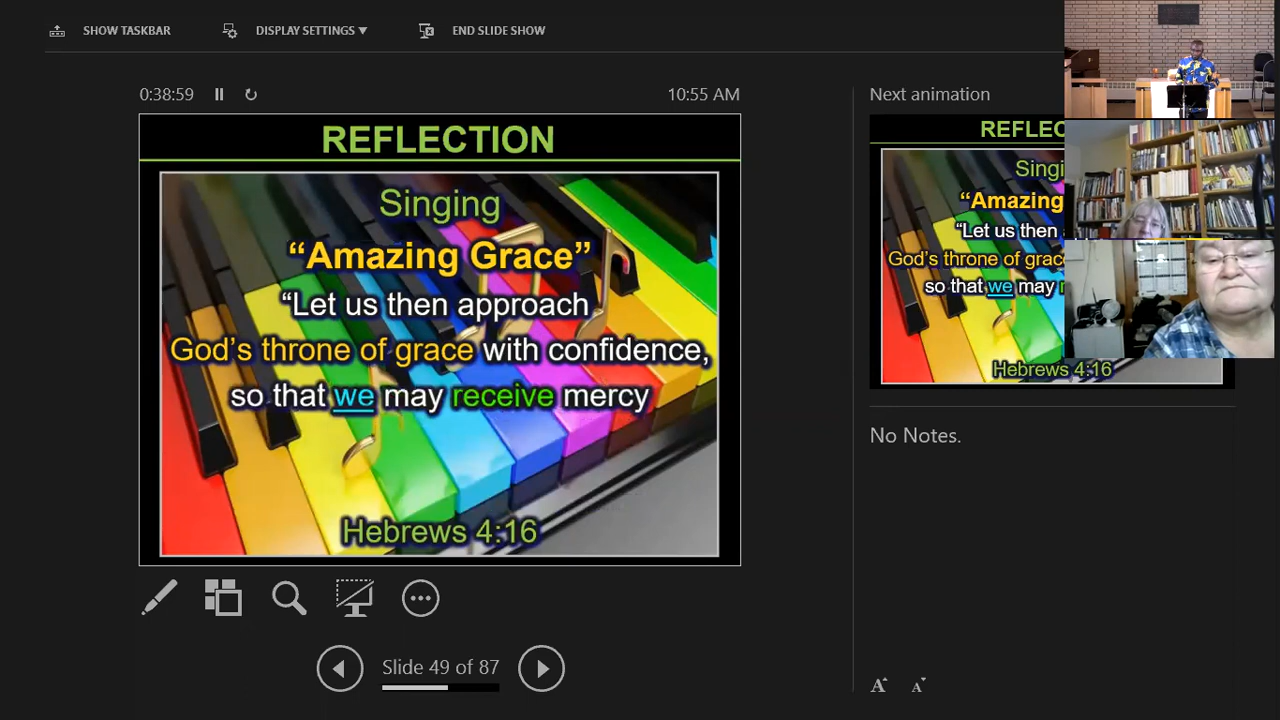 SHOW TASKBAR
DISPLAY SETTINGS ▾
END SLIDE SHOW
0:38:59
10:55 AM
REFLECTION
Singing
“Amazing Grace”
“Let us then approach
God’s throne of grace with confidence,
so that we may receive mercy
Hebrews 4:16
Slide 49 of 87
Next animation
REFLEC
Singi
“Amazing
“Let us then
God’s throne of grac
so that we may
Hebrews 4:16
No Notes.
A A